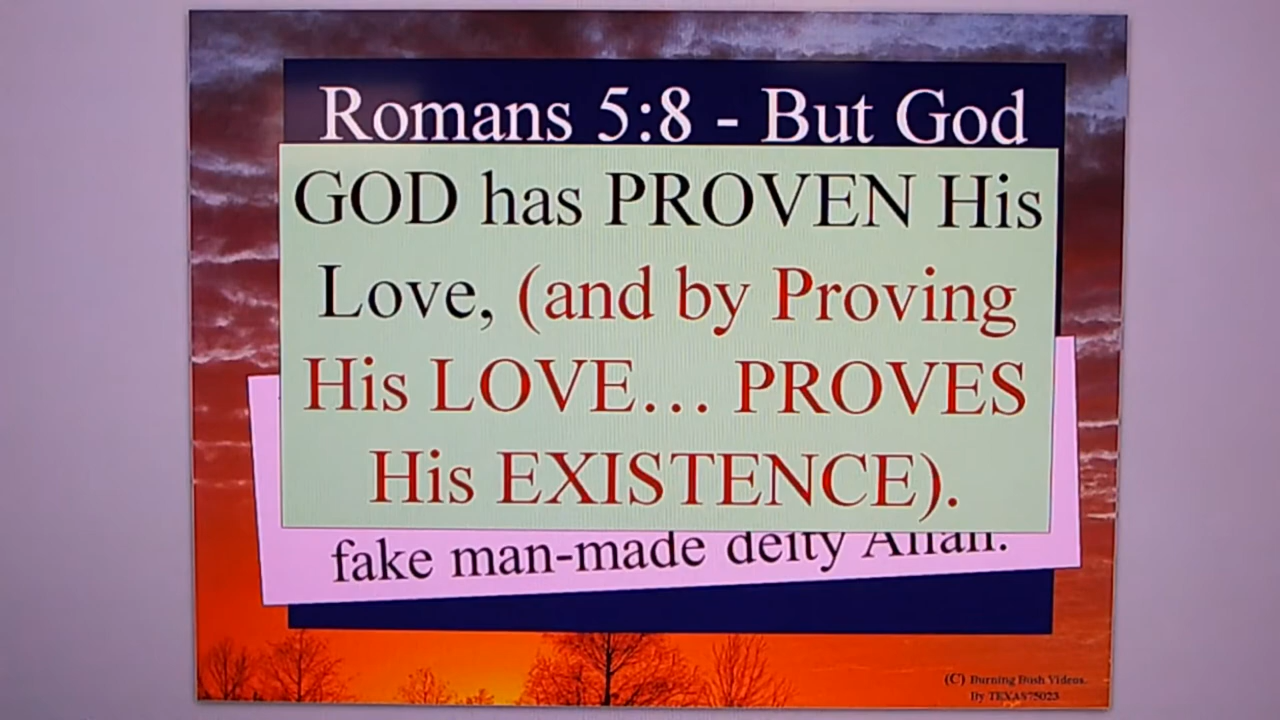 Romans 5:8 - But God
GOD has PROVEN His
Love, (and by Proving
His LOVE... PROVES
His EXISTENCE).
fake man-made deity Allah.
(C) Burning Bush Videos.
By TEXAS75023